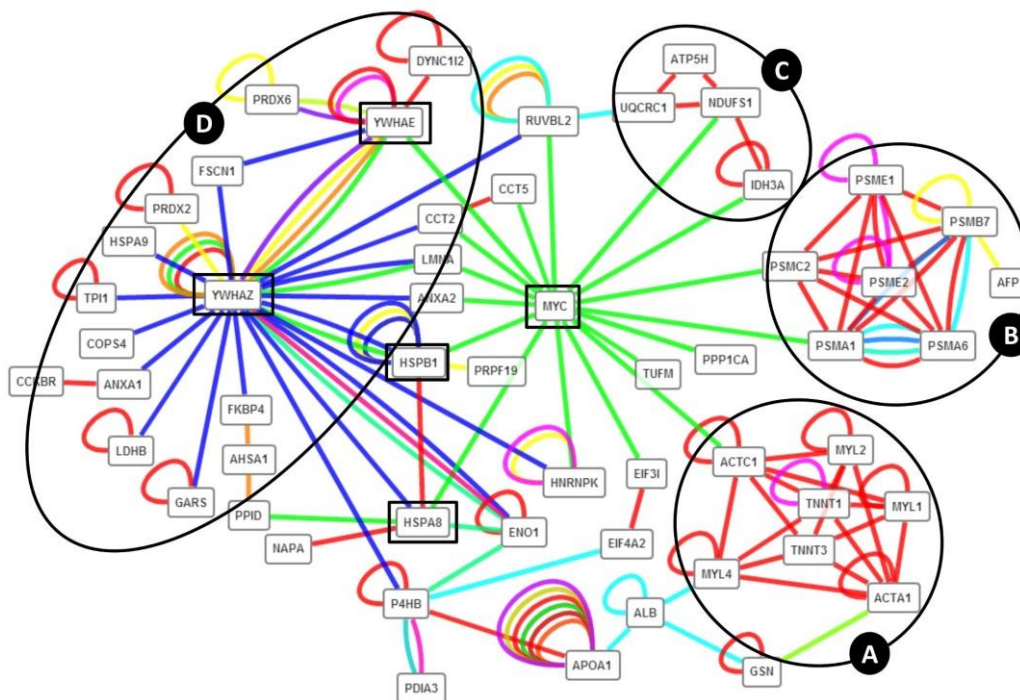 DYNC1I2
ATP5H
C
PRDX6
UQCRC1
NDUFS1
D
YWHAE
RUVBL2
FSCN1
CCT5
IDH3A
PSME1
PRDX2
CCT2
PSMB7
HSPA9
LMNA
PSMC2
PSME2
AFP
TPI1
YWHAZ
ANXA2
MYC
B
COPS4
PSMA1
PSMA6
HSPB1
PRPF19
PPP1CA
CCKBR
ANXA1
TUFM
FKBP4
LDHB
AHSA1
ACTC1
MYL2
GARS
HNRNPK
EIF3I
TNNT1
MYL1
PPID
HSPA8
ENO1
NAPA
EIF4A2
TNNT3
MYL4
P4HB
ALB
ACTA1
A
PDIA3
APOA1
GSN